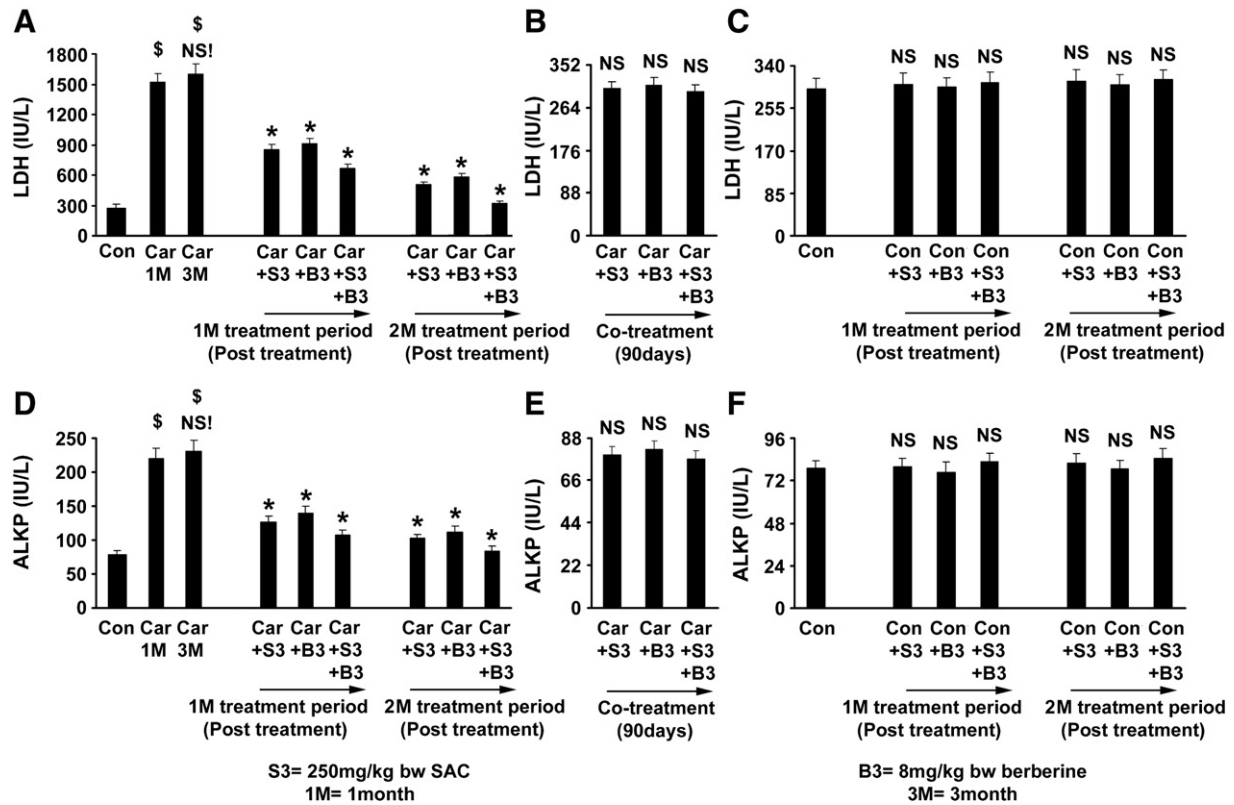 A
$
$
NS!
1800
1500
1200
900
600
300
0
LDH (IU/L)
* * *
* * *
Con Car Car Car Car Car Car Car Car
1M 3M +S3 +B3 +S3 +S3 +B3 +S3
+B3 +B3
1M treatment period 2M treatment period
(Post treatment) (Post treatment)
B
NS NS NS
352
264
176
88
0
LDH (IU/L)
Car Car Car
+S3 +B3 +S3
+B3
Co-treatment
(90days)
C
NS NS NS NS NS NS
340
255
170
85
0
LDH (IU/L)
Con Con Con Con Con Con Con
+S3 +B3 +S3 +S3 +B3 +S3
+B3 +B3
1M treatment period 2M treatment period
(Post treatment) (Post treatment)
D
$
$
NS!
250
200
150
100
50
0
ALKP (IU/L)
* * *
* * *
Con Car Car Car Car Car Car Car Car
1M 3M +S3 +B3 +S3 +S3 +B3 +S3
+B3 +B3
1M treatment period 2M treatment period
(Post treatment) (Post treatment)
E
NS NS NS
88
66
44
22
0
ALKP (IU/L)
Car Car Car
+S3 +B3 +S3
+B3
Co-treatment
(90days)
F
NS NS NS NS NS NS
96
72
48
24
0
ALKP (IU/L)
Con Con Con Con Con Con Con
+S3 +B3 +S3 +S3 +B3 +S3
+B3 +B3
1M treatment period 2M treatment period
(Post treatment) (Post treatment)
S3= 250mg/kg bw SAC B3= 8mg/kg bw berberine
1M= 1month 3M= 3month